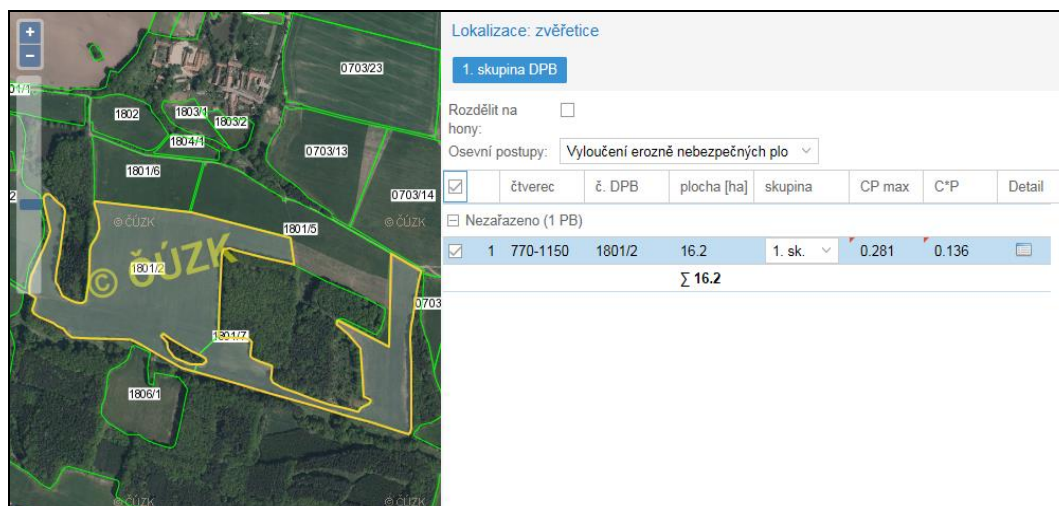 +
−
0703/23
1802
1803/1
1803/2
1804/1
0703/13
1801/6
0703/14
© ČÚZK
1801/5
© ČÚZK
1801/2
© ČÚZK
0703
1801/7
1806/1
© ČÚZK
© ČÚZK
Lokalizace: zvěřetice
1. skupina DPB
Rozdělit na
hony:
Osevní postupy: Vyloučení erozně nebezpečných plo
čtverec č. DPB plocha [ha] skupina CP max C*P Detail
Nezařazeno (1 PB)
1 770-1150 1801/2 16.2 1. sk. 0.281 0.136
∑ 16.2